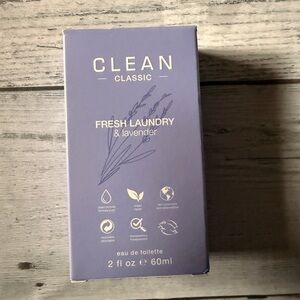 CLEAN
CLASSIC
FRESH LAUNDRY
& lavender
eau de toilette
2 fl oz e 60ml